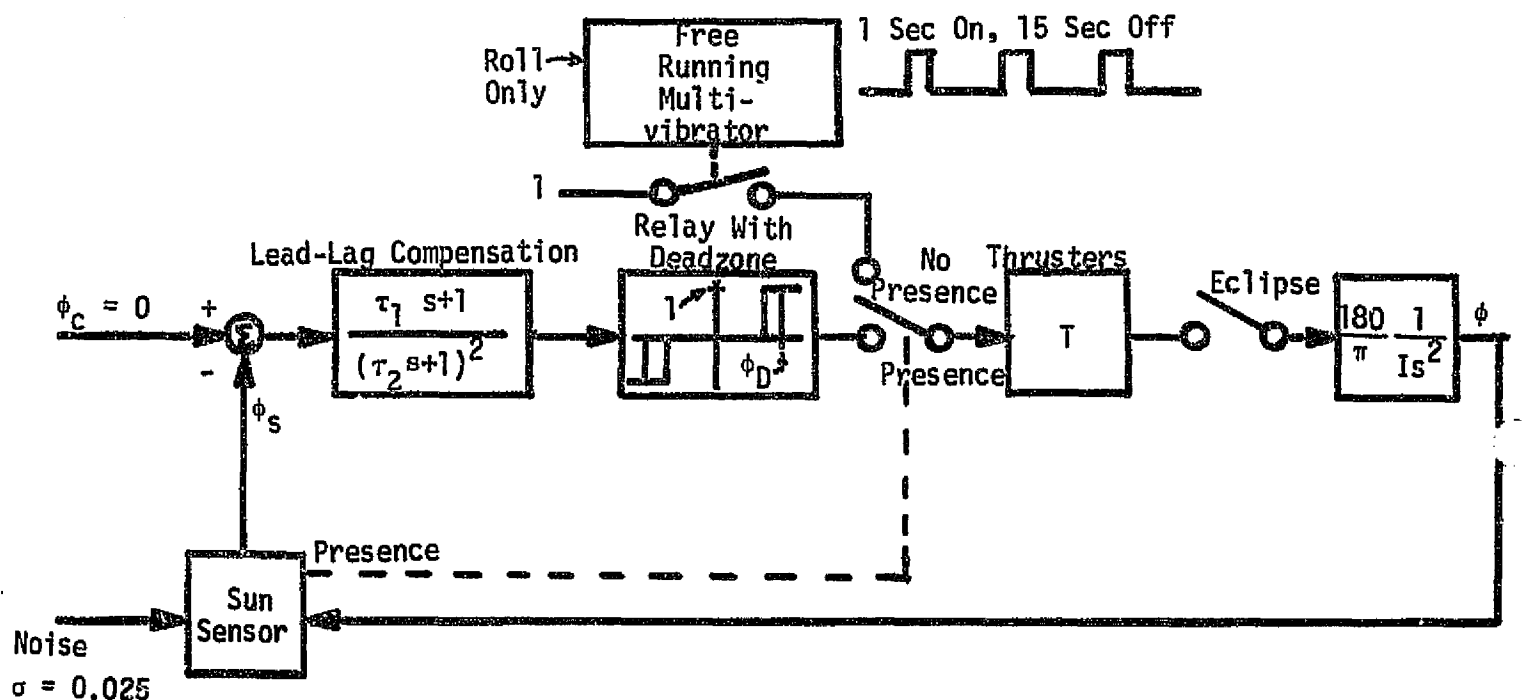 1 Sec On, 15 Sec Off
Roll
Only
Free
Running
Multi-
vibrator
1
Relay With
Deadzone
Lead-Lag Compensation
No
Presence
Thrusters
Eclipse
ϕc = 0
+
-
Σ
τ1 s+1
(τ2 s+1)²
1
ϕD
Presence
T
180
π
1
Is²
ϕ
ϕs
Presence
Sun
Sensor
Noise
σ = 0.025